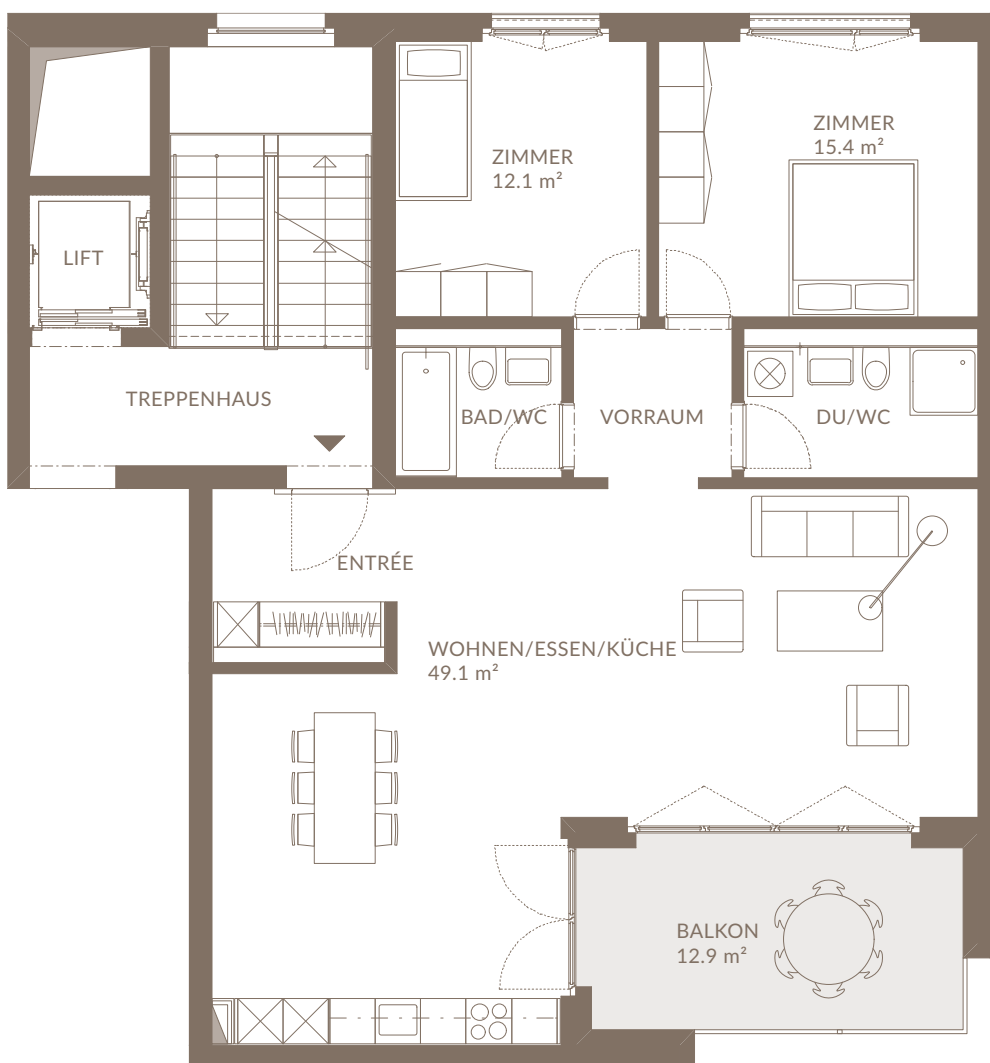 ZIMMER
15.4 m²
ZIMMER
12.1 m²
LIFT
TREPPENHAUS
BAD/WC
VORRAUM
DU/WC
ENTRÉE
WOHNEN/ESSEN/KÜCHE
49.1 m²
BALKON
12.9 m²